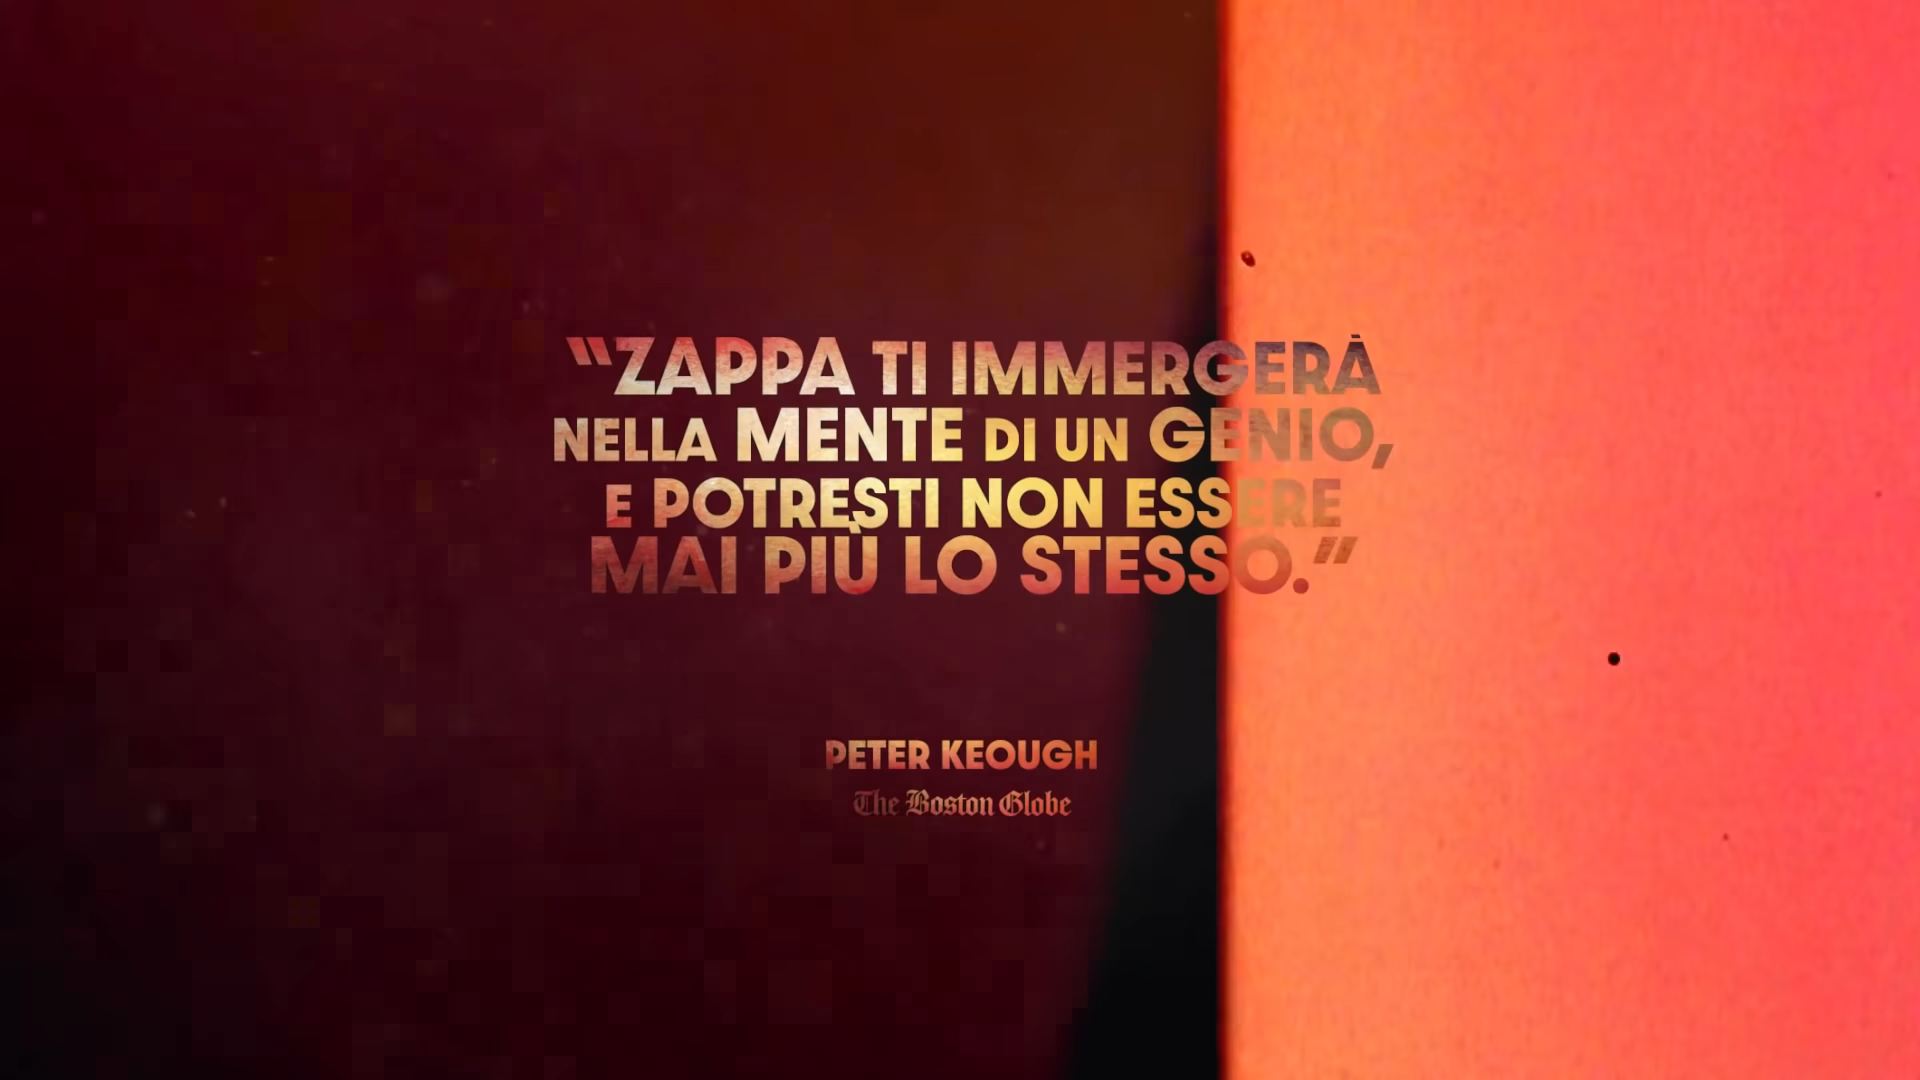 “ZAPPA TI IMMERGERÀ
NELLA MENTE DI UN GENIO,
E POTRESTI NON ESSERE
MAI PIÙ LO STESSO.”
PETER KEOUGH
The Boston Globe